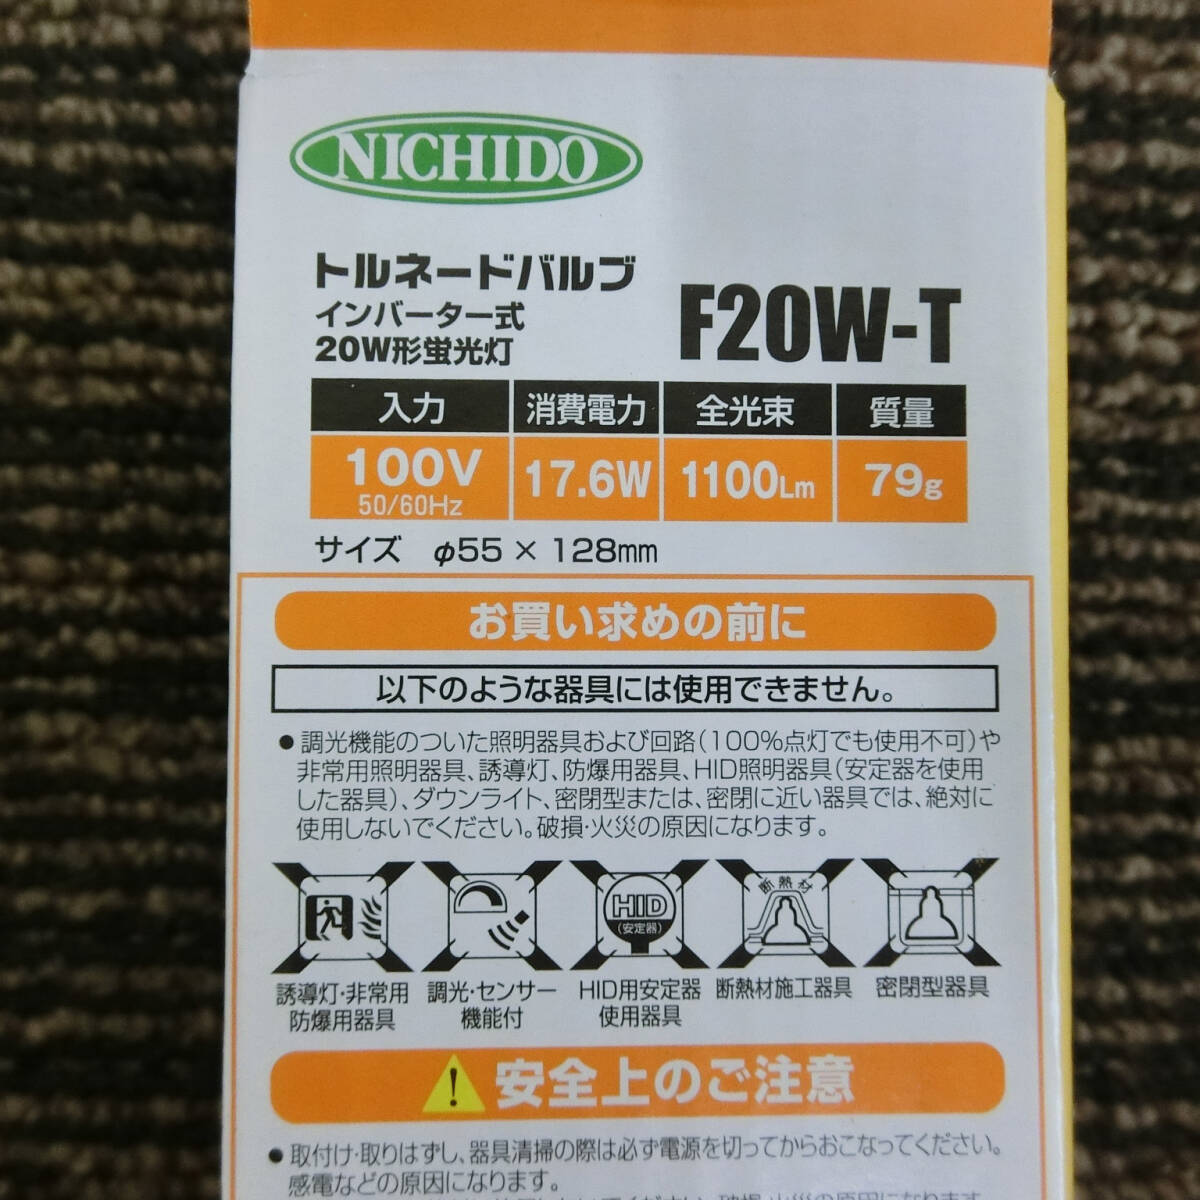 NICHIDO
トルネードバルブ
インバーター式
20W形蛍光灯
F20W-T
入力 消費電力 全光束 質量
100V 17.6W 1100Lm 79g
50/60Hz
サイズ φ55 × 128mm
お買い求めの前に
以下のような器具には使用できません。
●調光機能のついた照明器具および回路(100%点灯でも使用不可)や
非常用照明器具、誘導灯、防爆用器具、HID照明器具(安定器を使用
した器具)、ダウンライト、密閉型または、密閉に近い器具では、絶対に
使用しないでください。破損・火災の原因になります。
HID
(安定器)
断熱材
誘導灯・非常用
防爆用器具
調光・センサー
機能付
HID用安定器
使用器具
断熱材施工器具
密閉型器具
安全上のご注意
●取付け・取りはずし、器具清掃の際は必ず電源を切ってからおこなってください。
感電などの原因になります。